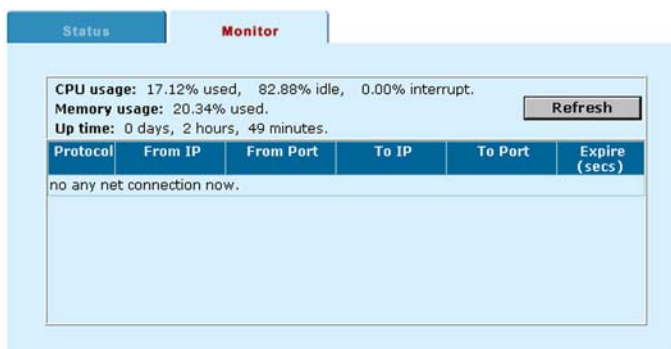 Status
Monitor
CPU usage: 17.12% used, 82.88% idle, 0.00% interrupt.
Memory usage: 20.34% used.
Refresh
Up time: 0 days, 2 hours, 49 minutes.
Protocol From IP From Port To IP To Port Expire
(secs)
no any net connection now.